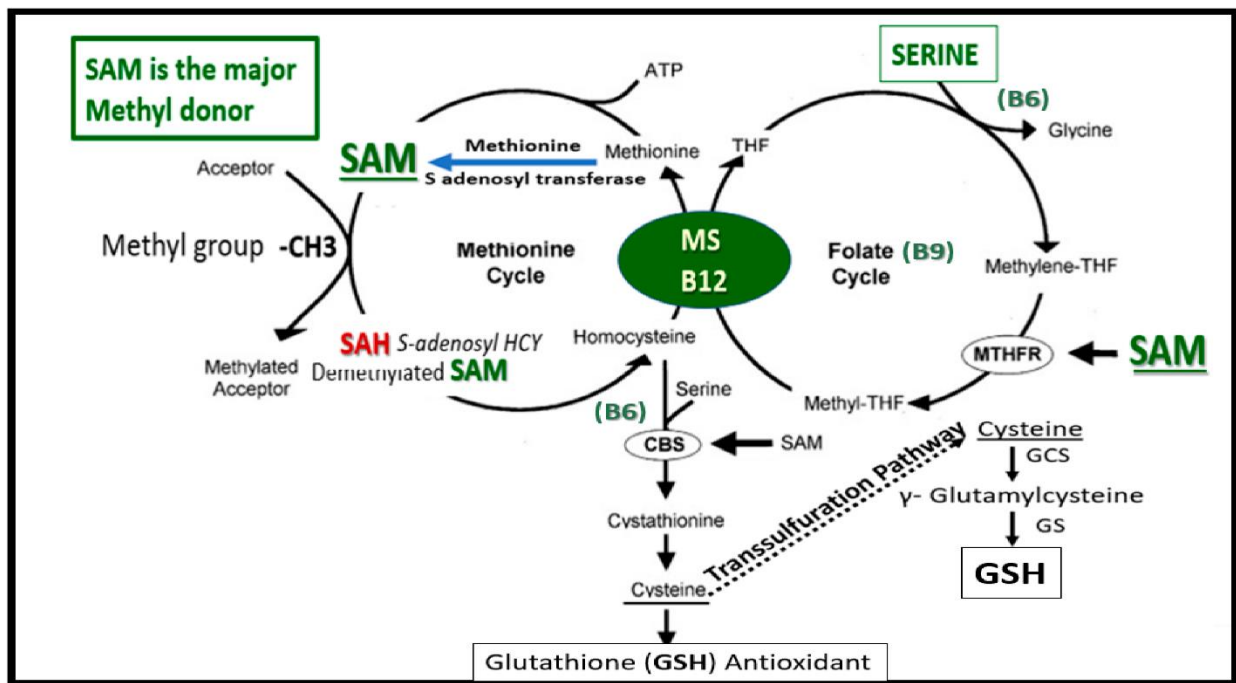 SAM is the major
Methyl donor
ATP
SERINE
(B6)
Glycine
Acceptor
SAM
Methionine
S adenosyl transferase
Methionine
THF
Methyl group -CH3
Methionine
Cycle
MS
B12
Folate
Cycle
(B9)
Methylene-THF
SAH S-adenosyl HCY
Demethylated SAM
Methylated
Acceptor
Homocysteine
MTHFR
SAM
Serine
Methyl-THF
(B6)
CBS
SAM
Transsulfuration Pathway
Cysteine
GCS
γ- Glutamylcysteine
GS
GSH
Cystathionine
Cysteine
Glutathione (GSH) Antioxidant